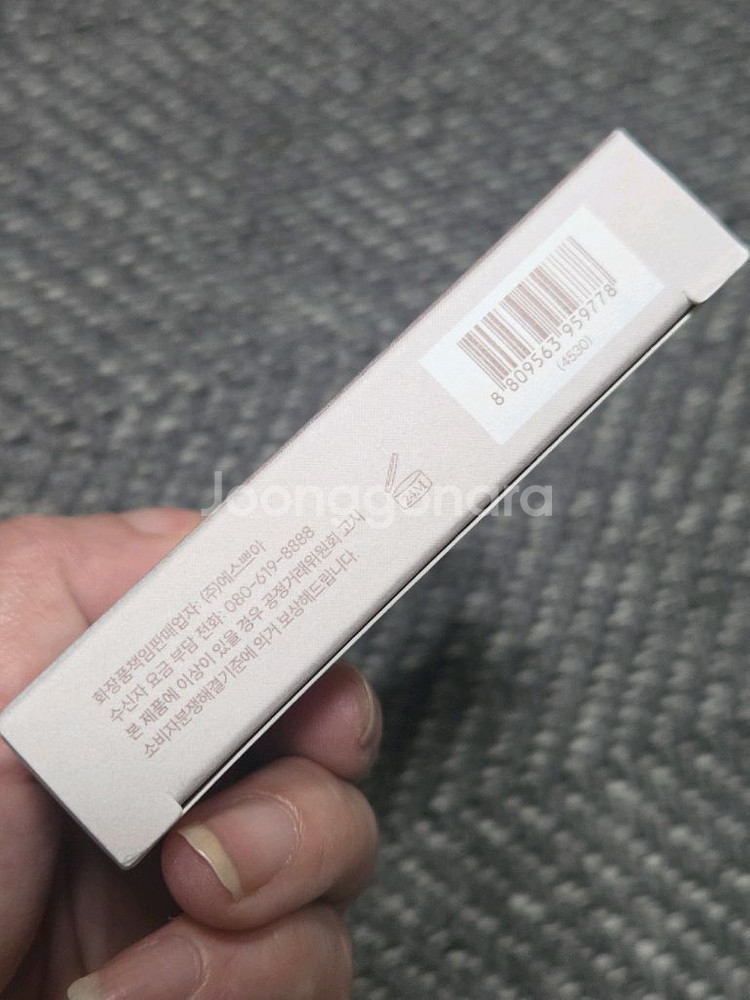 8 809563 959778
(4530)
24M
Joonagonara
화장품책임판매업자: (주)에스쁘아
수신자 요금 부담 전화: 080-619-8888
본 제품에 이상이 있을 경우 공정거래위원회 고시
소비자분쟁해결기준에 의거 보상해드립니다.